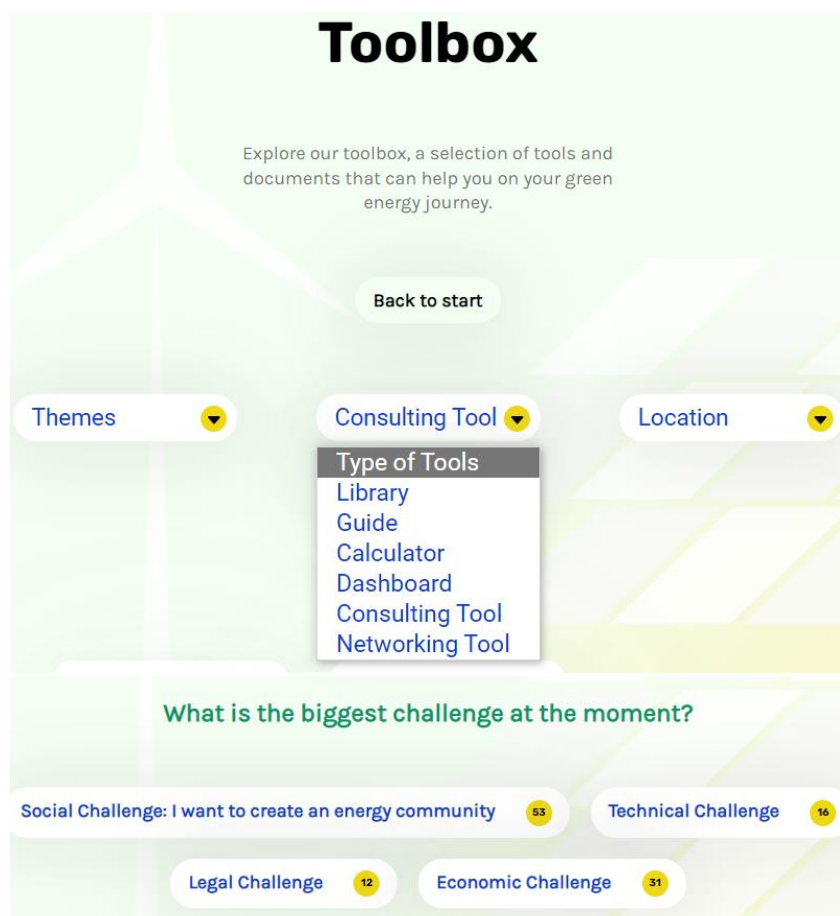 Toolbox
Explore our toolbox, a selection of tools and
documents that can help you on your green
energy journey.
Back to start
Themes
Consulting Tool
Location
Type of Tools
Library
Guide
Calculator
Dashboard
Consulting Tool
Networking Tool
What is the biggest challenge at the moment?
Social Challenge: I want to create an energy community 53
Technical Challenge 16
Legal Challenge 12
Economic Challenge 31